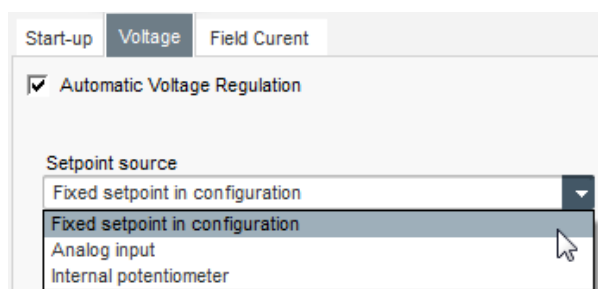 Start-up Voltage Field Curent
Automatic Voltage Regulation
Setpoint source
Fixed setpoint in configuration
Fixed setpoint in configuration
Analog input
Internal potentiometer